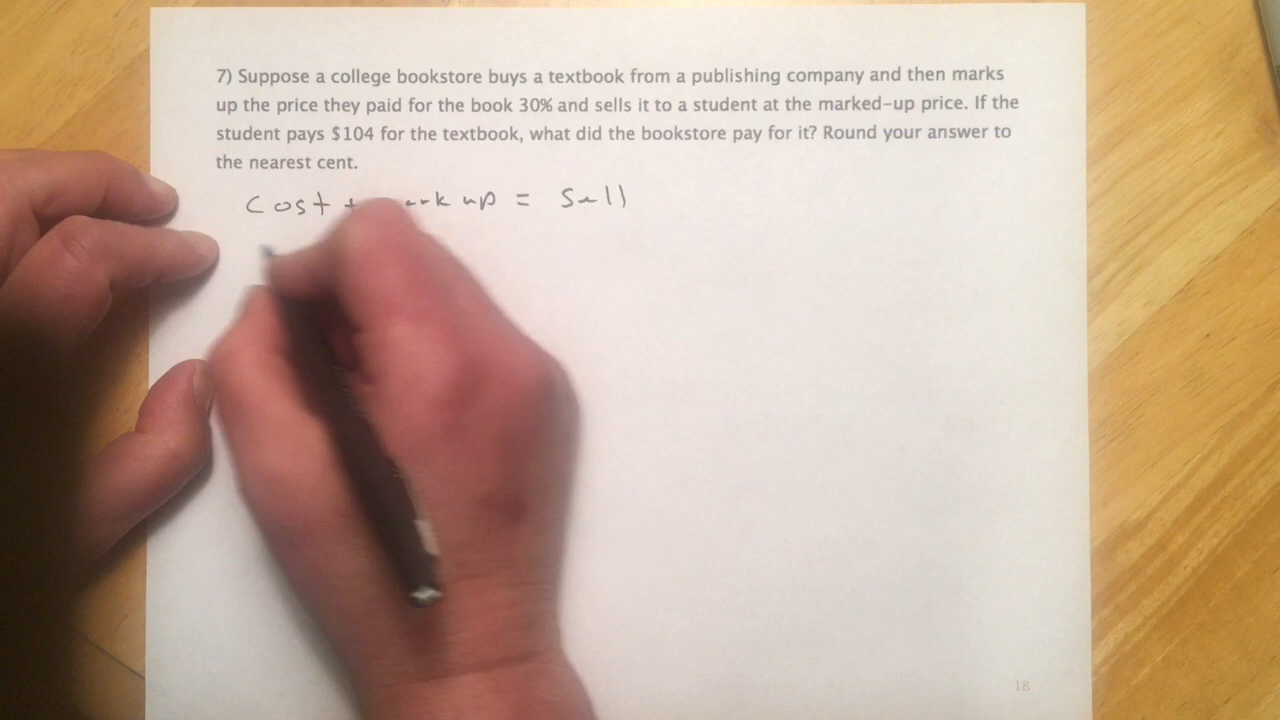 7) Suppose a college bookstore buys a textbook from a publishing company and then marks
up the price they paid for the book 30% and sells it to a student at the marked-up price. If the
student pays $104 for the textbook, what did the bookstore pay for it? Round your answer to
the nearest cent.
Cost + up = Sell
18